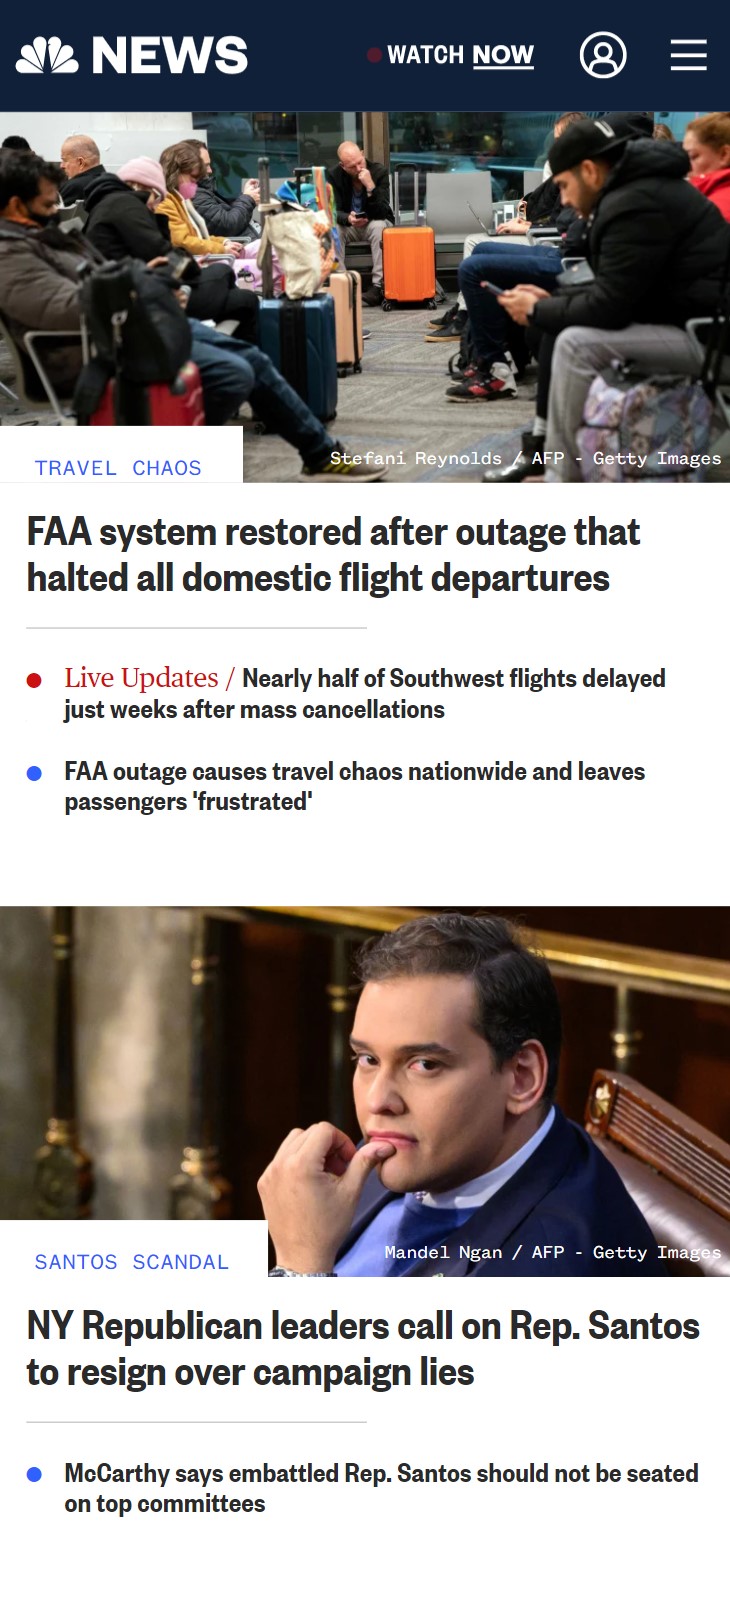 NEWS
WATCH NOW
Stefani Reynolds / AFP - Getty Images
TRAVEL CHAOS
FAA system restored after outage that
halted all domestic flight departures
Live Updates / Nearly half of Southwest flights delayed
just weeks after mass cancellations
FAA outage causes travel chaos nationwide and leaves
passengers 'frustrated'
Mandel Ngan / AFP - Getty Images
SANTOS SCANDAL
NY Republican leaders call on Rep. Santos
to resign over campaign lies
McCarthy says embattled Rep. Santos should not be seated
on top committees